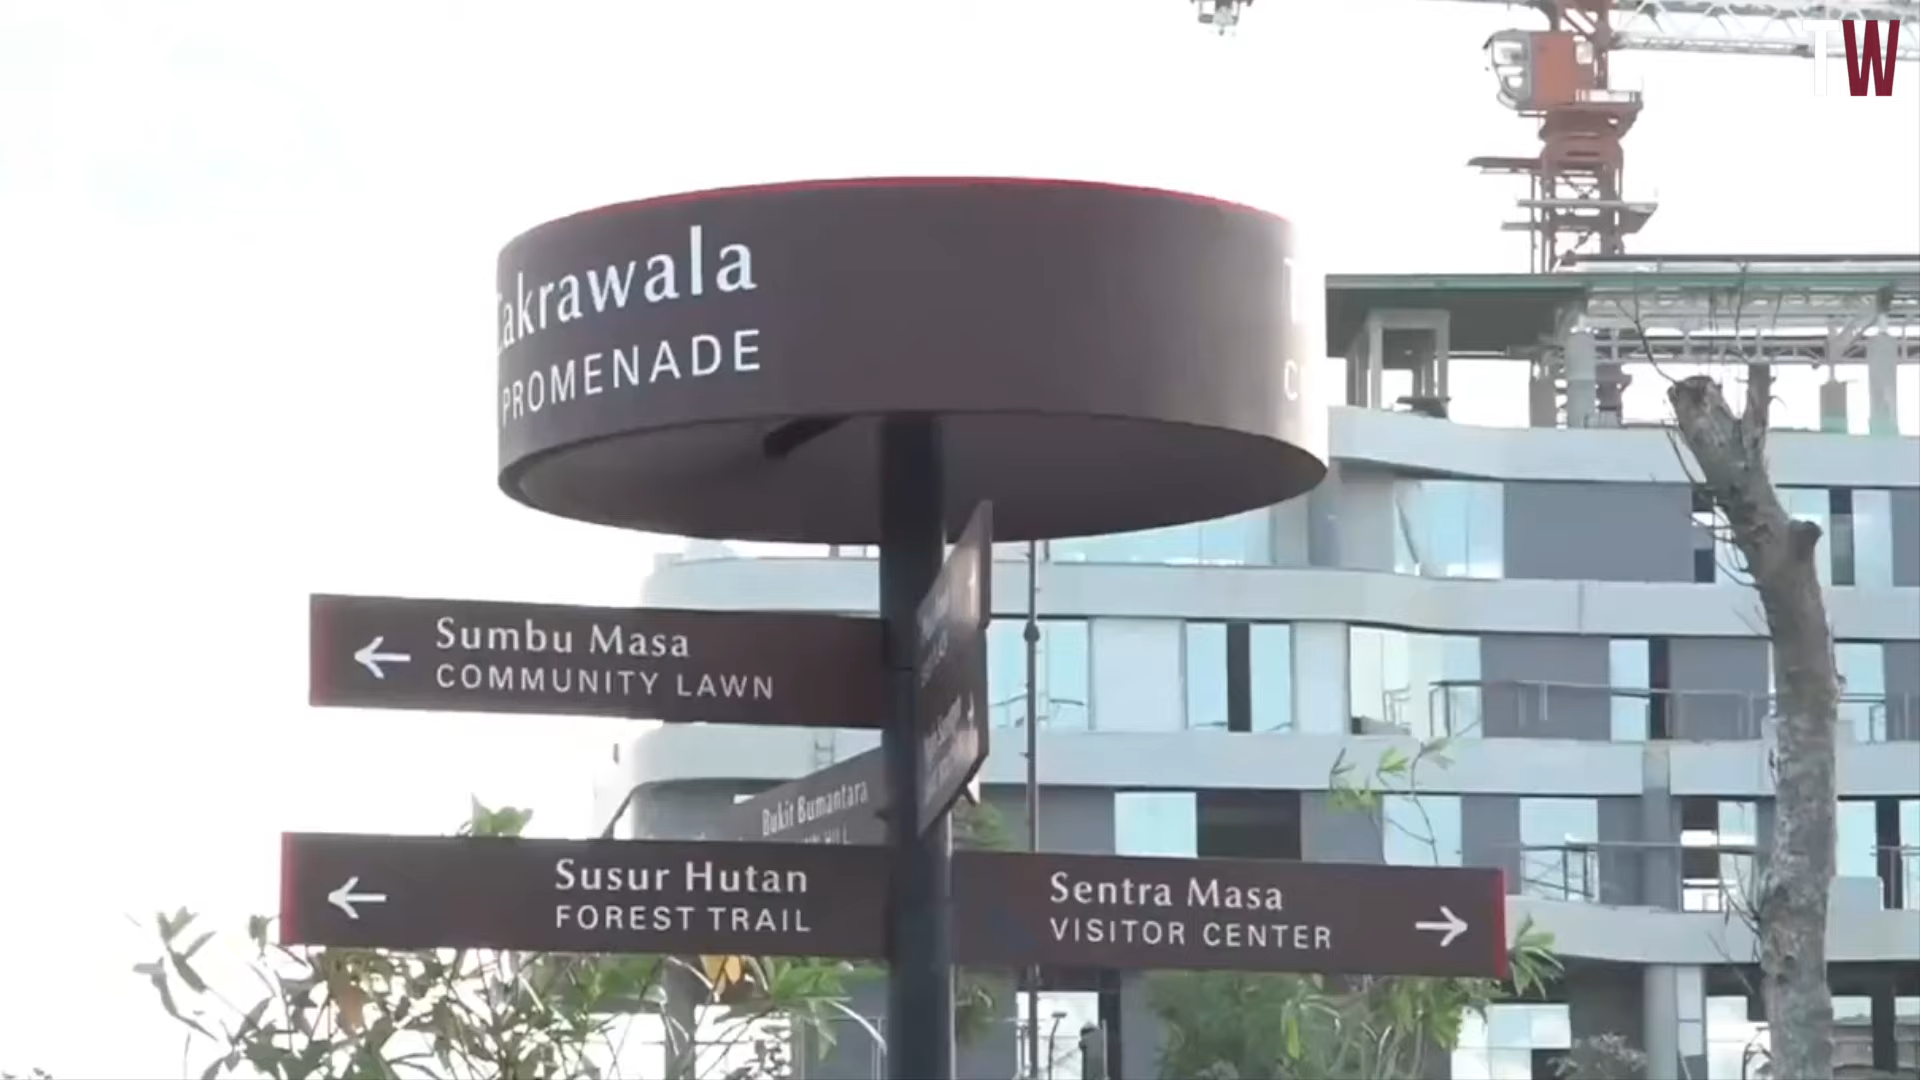 TW
akrawala
PROMENADE
Sumbu Masa
COMMUNITY LAWN
Bukit Bumantara
Susur Hutan
FOREST TRAIL
Sentra Masa
VISITOR CENTER